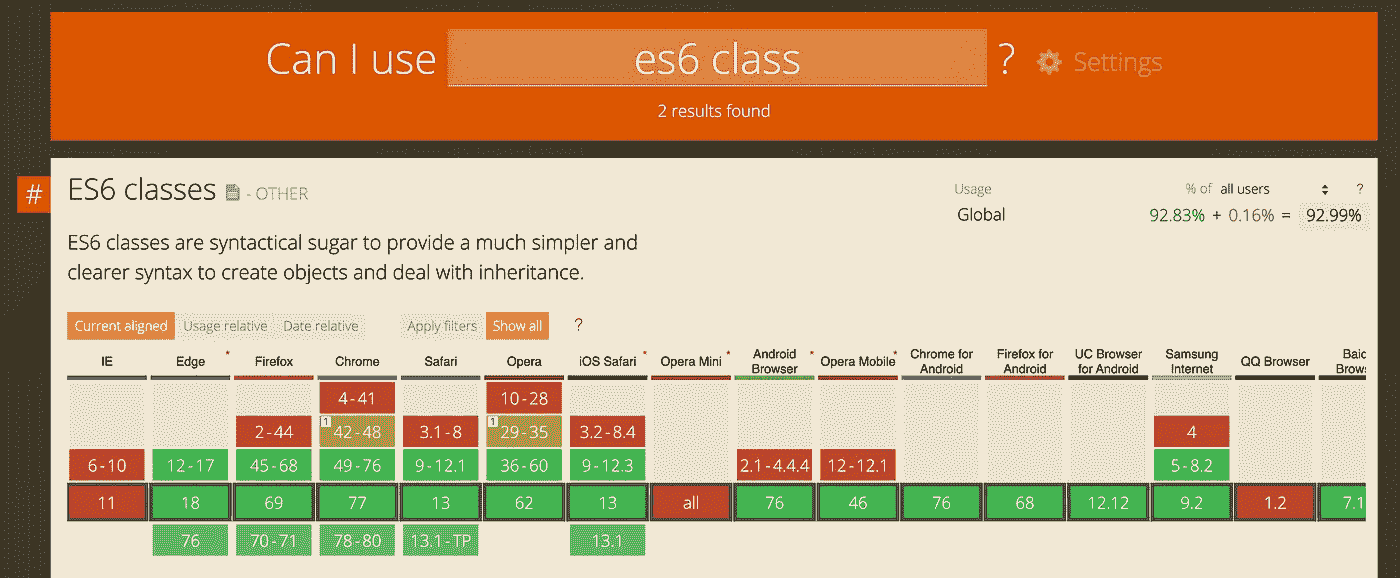 Can I use es6 class ? Settings
2 results found
#
ES6 classes - OTHER
Usage % of all users ?
Global 92.83% + 0.16% = 92.99%
ES6 classes are syntactical sugar to provide a much simpler and
clearer syntax to create objects and deal with inheritance.
Current aligned Usage relative Date relative Apply filters Show all ?
IE Edge * Firefox Chrome Safari Opera iOS Safari * Opera Mini * Android Browser * Opera Mobile * Chrome for Android Firefox for Android UC Browser for Android Samsung Internet QQ Browser Baid Brows
4-41 10-28
2-44 1 42-48 3.1-8 1 29-35 3.2-8.4 4
6-10 12-17 45-68 49-76 9-12.1 36-60 9-12.3 2.1-4.4.4 12-12.1 5-8.2
11 18 69 77 13 62 13 all 76 46 76 68 12.12 9.2 1.2 7.1
76 70-71 78-80 13.1-TP 13.1